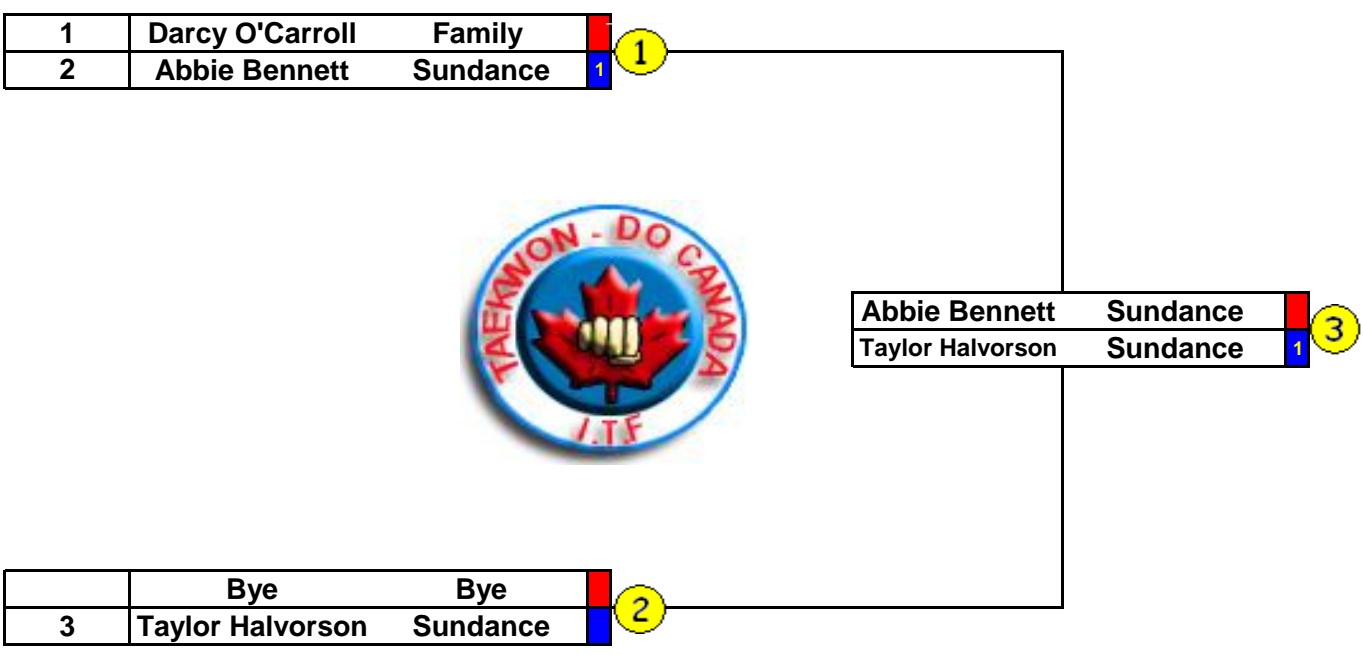 1 Darcy O'Carroll Family
1
2 Abbie Bennett Sundance 1
TAEKWON - DO CANADA
I.T.F
Abbie Bennett Sundance
3
Taylor Halvorson Sundance 1
Bye Bye
2
3 Taylor Halvorson Sundance